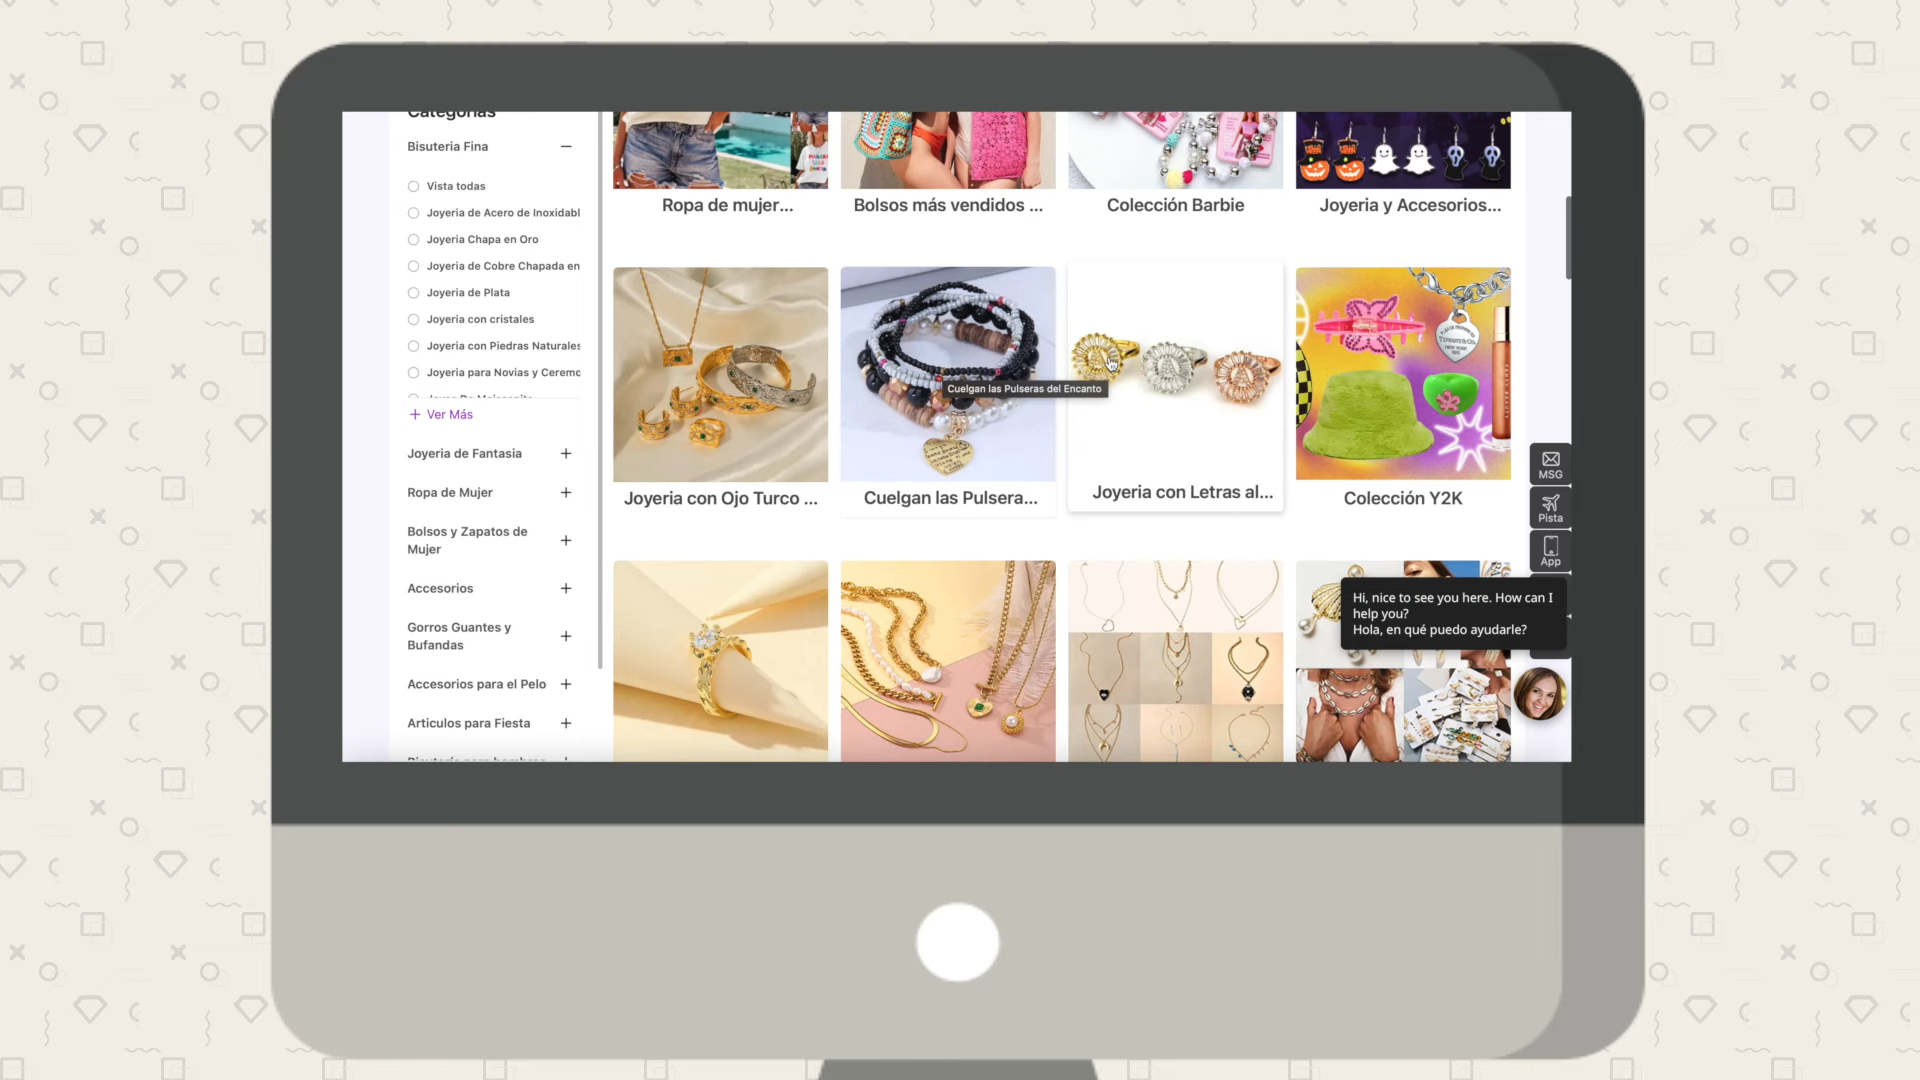 Categorías
Bisuteria Fina
Vista todas
Joyeria de Acero de Inoxidabl
Joyeria Chapa en Oro
Joyeria de Cobre Chapada en
Joyeria de Plata
Joyeria con cristales
Joyeria con Piedras Naturales
Joyeria para Novias y Ceremo
Ver Más
Joyeria de Fantasia
Ropa de Mujer
Bolsos y Zapatos de
Mujer
Accesorios
Gorros Guantes y
Bufandas
Accesorios para el Pelo
Articulos para Fiesta
Ropa de mujer...
Bolsos más vendidos ...
Colección Barbie
Joyeria y Accesorios...
Cuelgan las Pulseras del Encanto
Joyeria con Ojo Turco ...
Cuelgan las Pulsera...
Joyeria con Letras al...
Colección Y2K
MSG
Pista
App
Hi, nice to see you here. How can I
help you?
Hola, en qué puedo ayudarle?